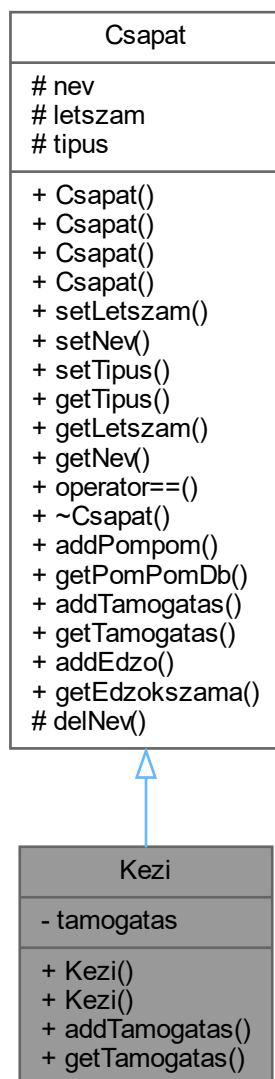 Csapat
# nev
# letszam
# tipus
+ Csapat()
+ Csapat()
+ Csapat()
+ Csapat()
+ setLetszam()
+ setNev()
+ setTipus()
+ getTipus()
+ getLetszam()
+ getNev()
+ operator==()
+ ~Csapat()
+ addPompom()
+ getPomPomDb()
+ addTamogatas()
+ getTamogatas()
+ addEdzo()
+ getEdzokszama()
# delNev()
Kezi
- tamogatas
+ Kezi()
+ Kezi()
+ addTamogatas()
+ getTamogatas()